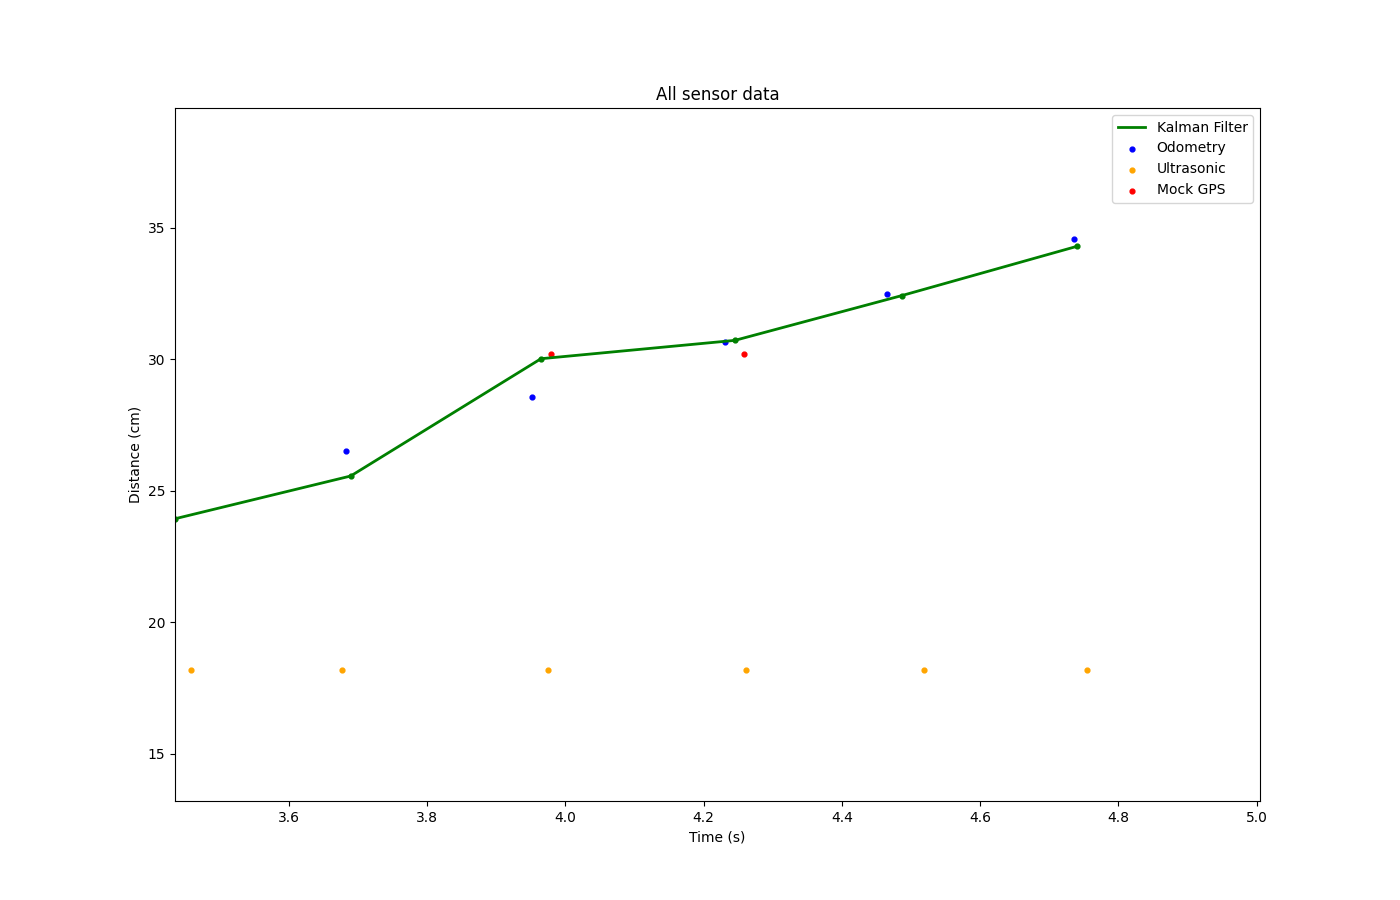 All sensor data
Kalman Filter
Odometry
Ultrasonic
Mock GPS
35
30
25
20
15
Distance (cm)
3.6 3.8 4.0 4.2 4.4 4.6 4.8 5.0
Time (s)